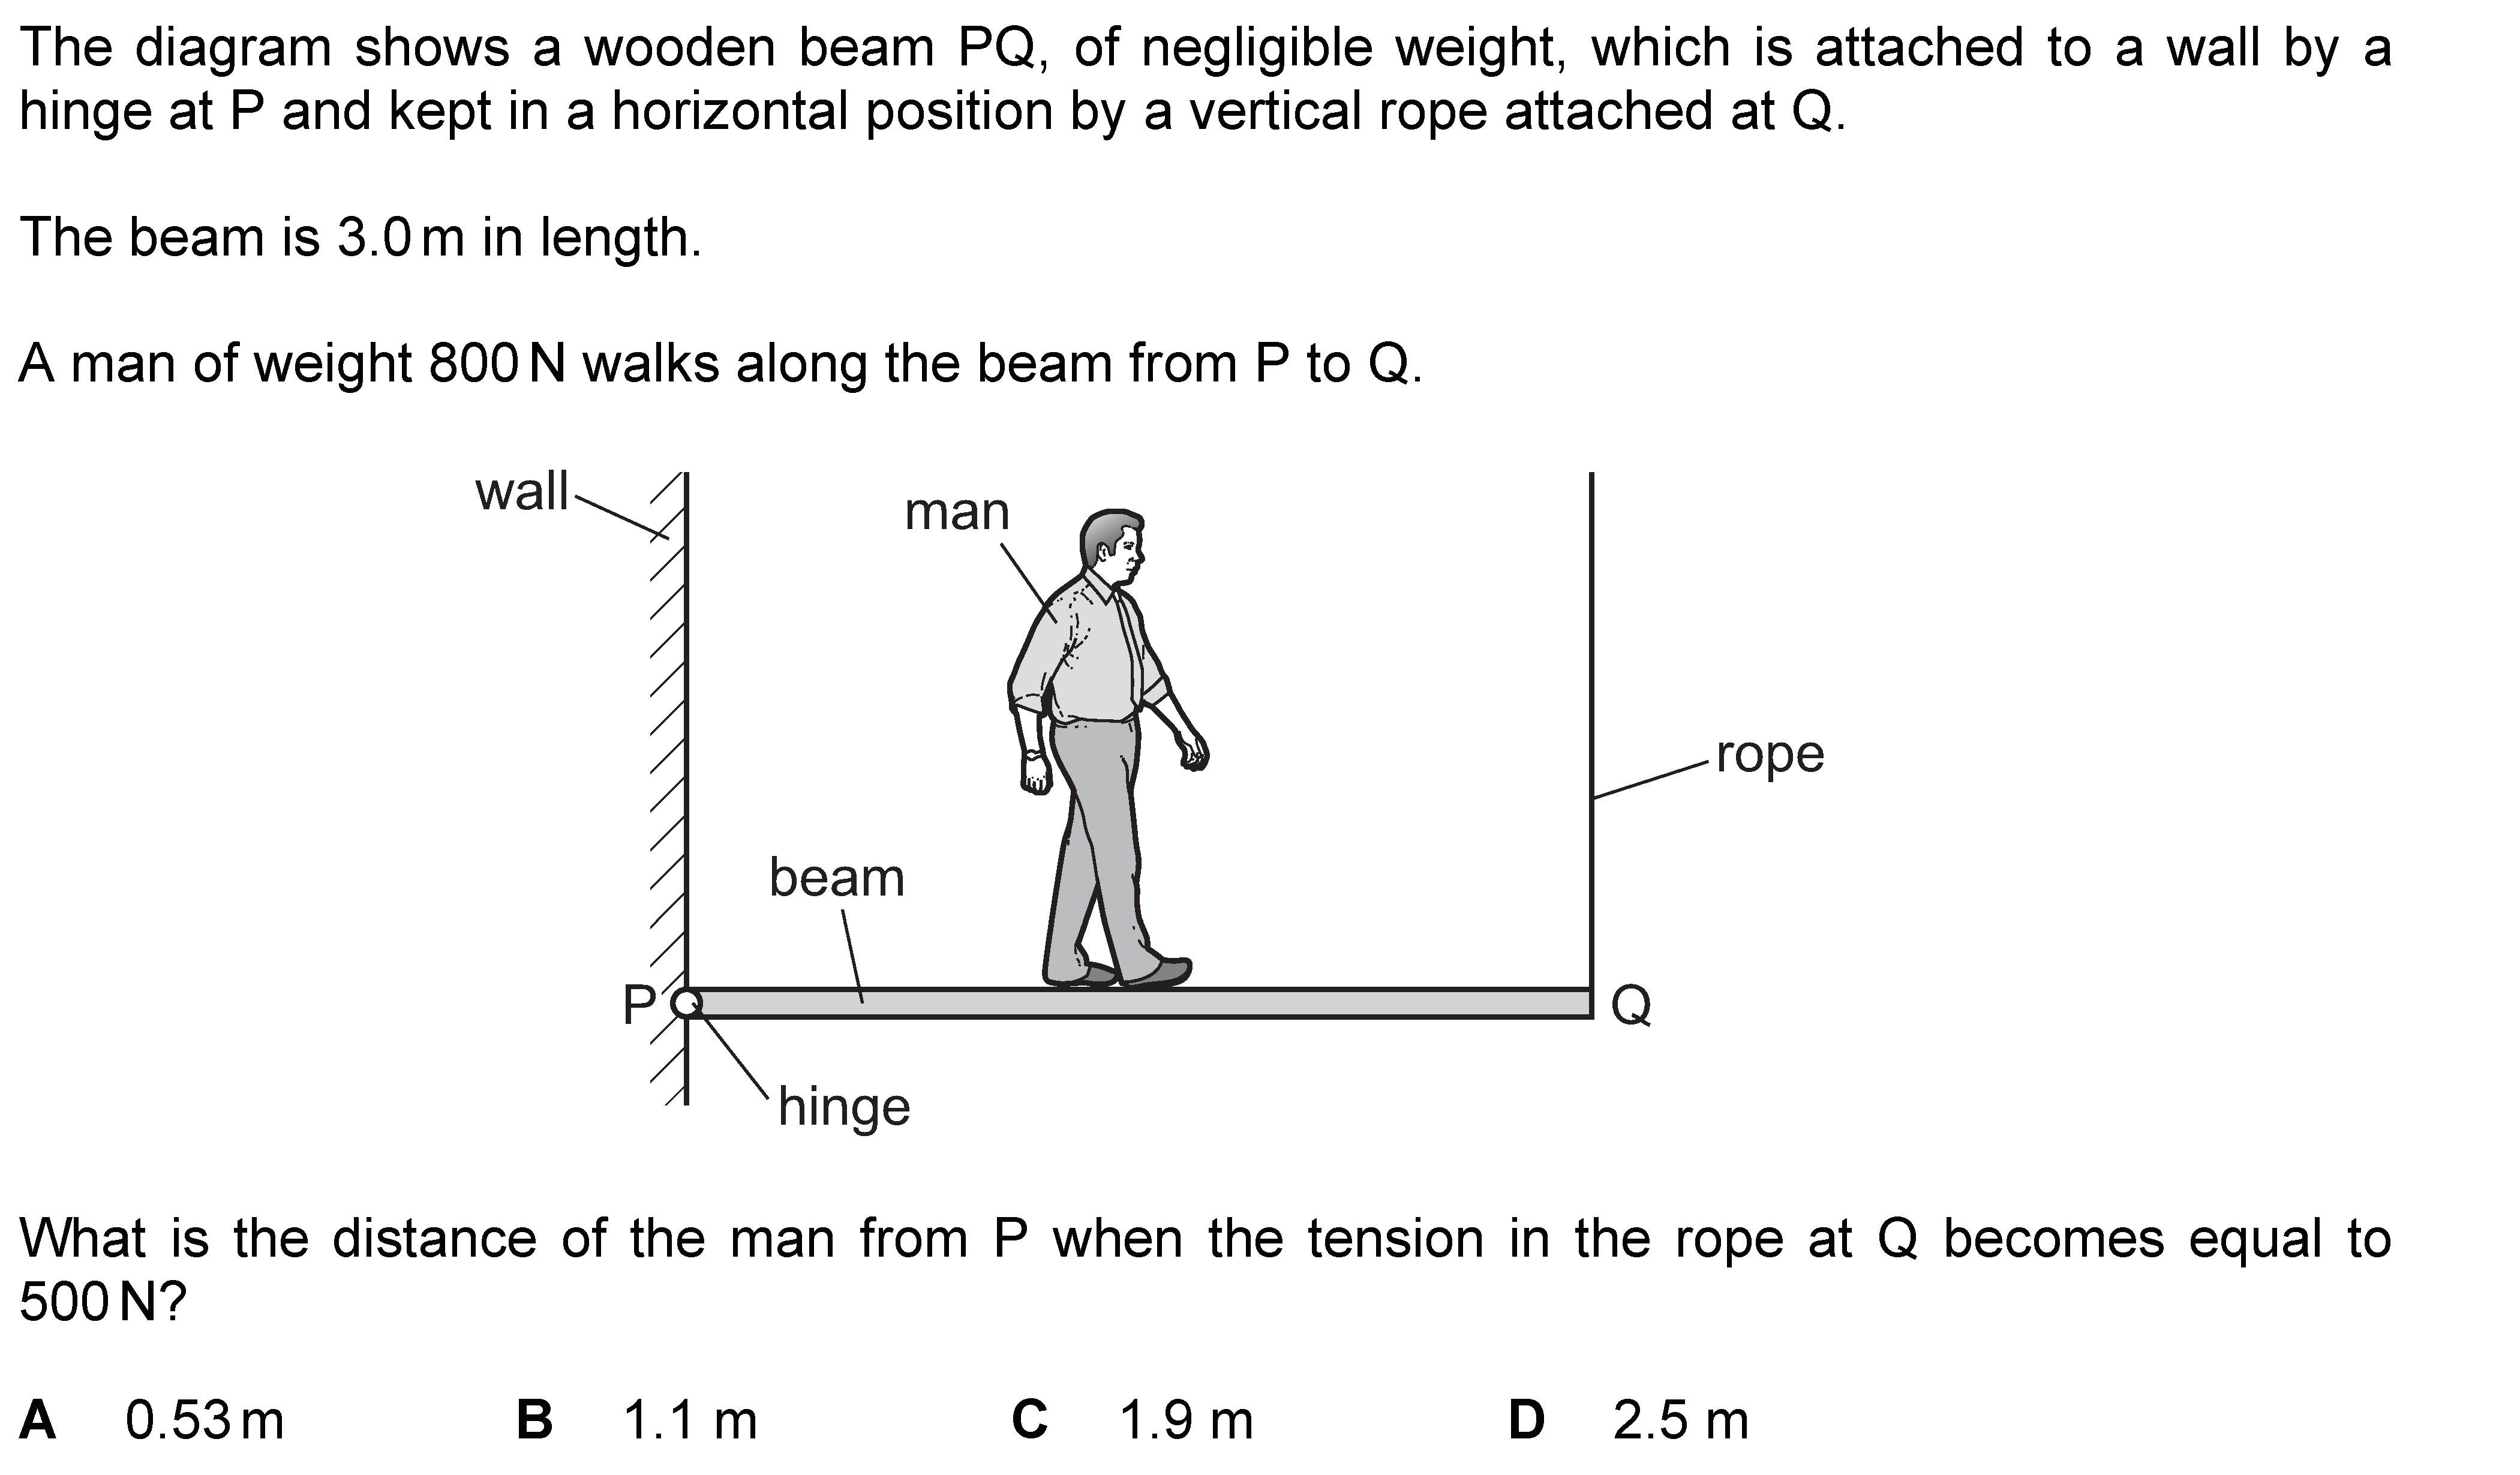 The diagram shows a wooden beam PQ, of negligible weight, which is attached to a wall by a
hinge at P and kept in a horizontal position by a vertical rope attached at Q.
The beam is 3.0 m in length.
A man of weight 800 N walks along the beam from P to Q.
wall
man
rope
beam
P
Q
hinge
What is the distance of the man from P when the tension in the rope at Q becomes equal to
500 N?
A 0.53 m B 1.1 m C 1.9 m D 2.5 m